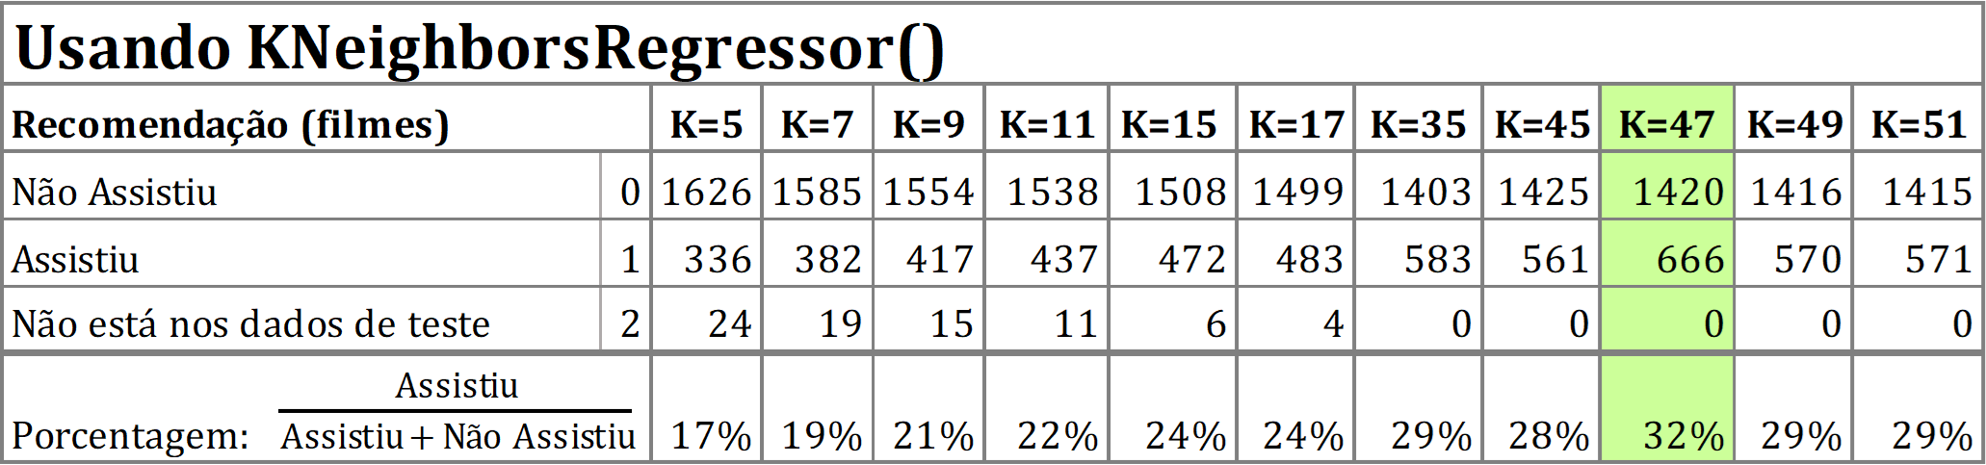 Usando KNeighborsRegressor()
Recomendação (filmes) K=5 K=7 K=9 K=11 K=15 K=17 K=35 K=45 K=47 K=49 K=51
Não Assistiu 0 1626 1585 1554 1538 1508 1499 1403 1425 1420 1416 1415
Assistiu 1 336 382 417 437 472 483 583 561 666 570 571
Não está nos dados de teste 2 24 19 15 11 6 4 0 0 0 0 0
Assistiu
Porcentagem: Assistiu + Não Assistiu 17% 19% 21% 22% 24% 24% 29% 28% 32% 29% 29%